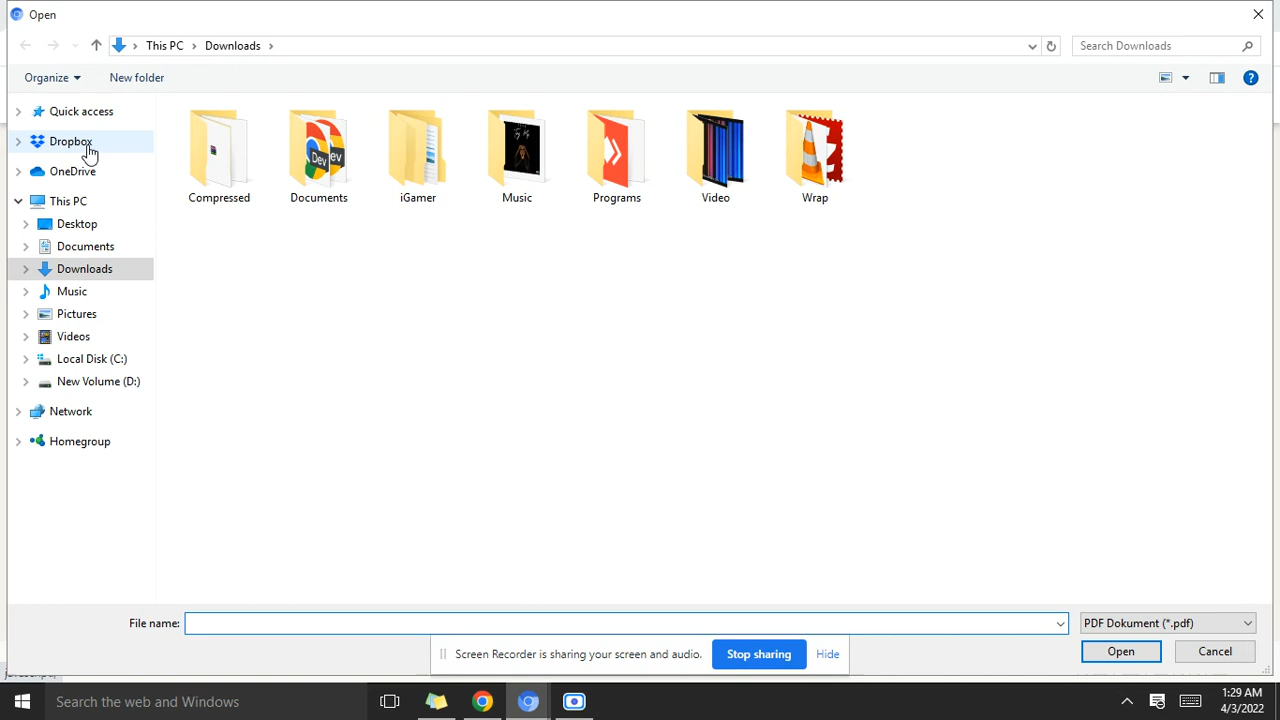 Open
This PC Downloads
Search Downloads
Organize New folder
Quick access
Dropbox
OneDrive
This PC
Desktop
Documents
Downloads
Music
Pictures
Videos
Local Disk (C:)
New Volume (D:)
Network
Homegroup
Compressed Documents iGamer Music Programs Video Wrap
Dev
File name: PDF Dokument (*.pdf)
Open Cancel
Screen Recorder is sharing your screen and audio. Stop sharing Hide
Search the web and Windows
1:29 AM
4/3/2022